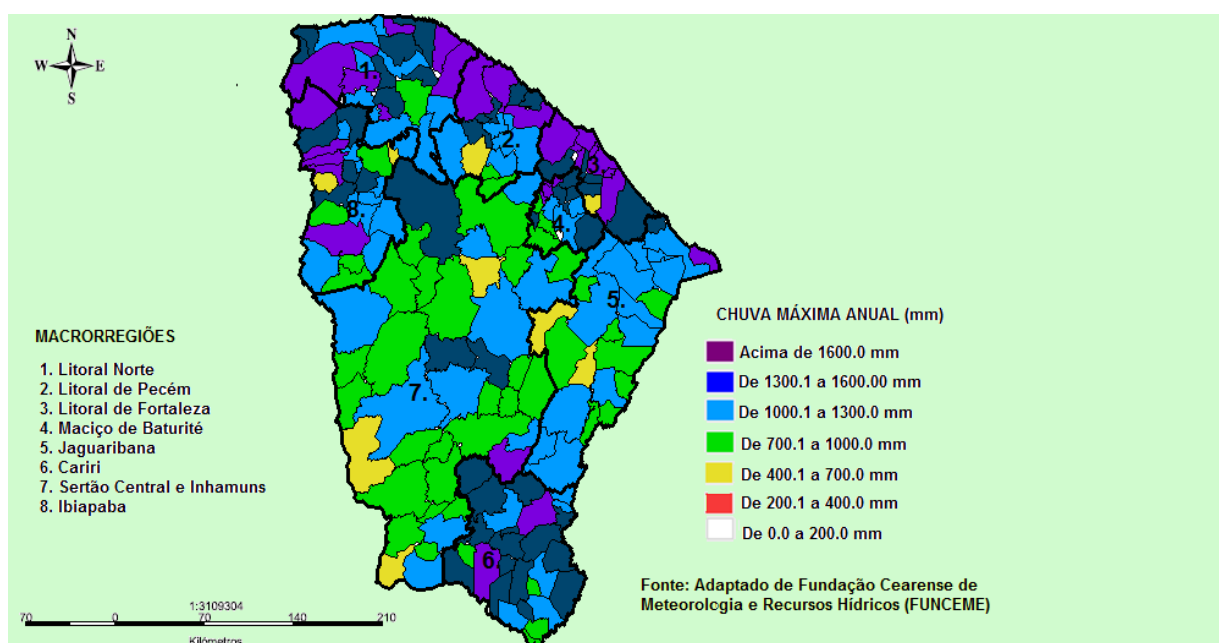 N
W E
S
1.
2.
3.
4.
5.
6
7.
8.
MACRORREGIÕES
1. Litoral Norte
2. Litoral de Pecém
3. Litoral de Fortaleza
4. Maciço de Baturité
5. Jaguaribana
6. Cariri
7. Sertão Central e Inhamuns
8. Ibiapaba
CHUVA MÁXIMA ANUAL (mm)
Acima de 1600.0 mm
De 1300.1 a 1600.00 mm
De 1000.1 a 1300.0 mm
De 700.1 a 1000.0 mm
De 400.1 a 700.0 mm
De 200.1 a 400.0 mm
De 0.0 a 200.0 mm
Fonte: Adaptado de Fundação Cearense de
Meteorologia e Recursos Hídricos (FUNCEME)
1:3109304
70 0 70 140 210
Kilómetros